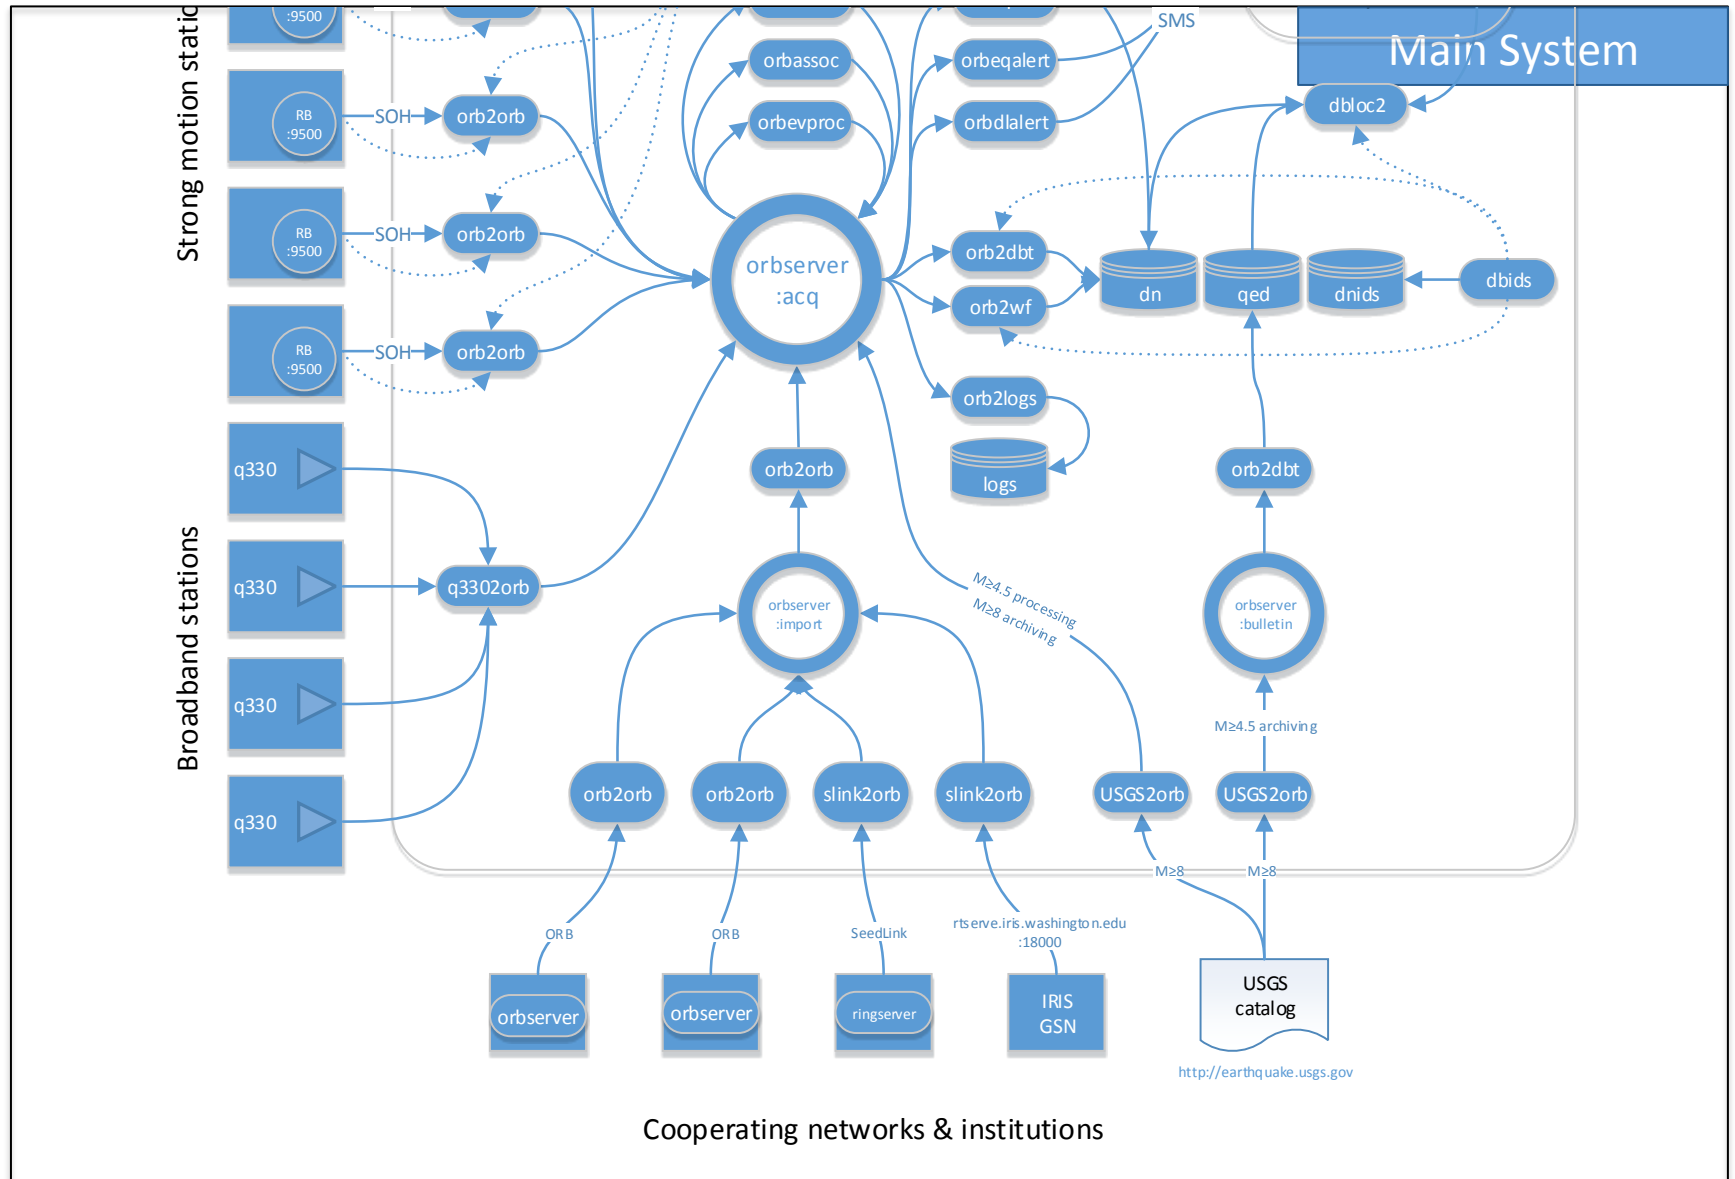 :9500
SMS
Main System
Strong motion static
orbassoc
orbeqalert
RB
:9500
SOH
orb2orb
orbevproc
orbdlalert
dbloc2
RB
:9500
SOH
orb2orb
orbserver
:acq
orb2dbt
orb2wf
dn
qed
dnids
dbids
RB
:9500
SOH
orb2orb
orb2logs
logs
Broadband stations
q330
q330
q330
q330
q3302orb
orb2orb
orb2dbt
orbserver
:import
M≥4.5 processing
M≥8 archiving
orbserver
:bulletin
M≥4.5 archiving
orb2orb
orb2orb
slink2orb
slink2orb
USGS2orb
USGS2orb
M≥8
M≥8
ORB
ORB
SeedLink
rtserve.iris.washington.edu
:18000
orbserver
orbserver
ringserver
IRIS
GSN
USGS
catalog
http://earthquake.usgs.gov
Cooperating networks & institutions